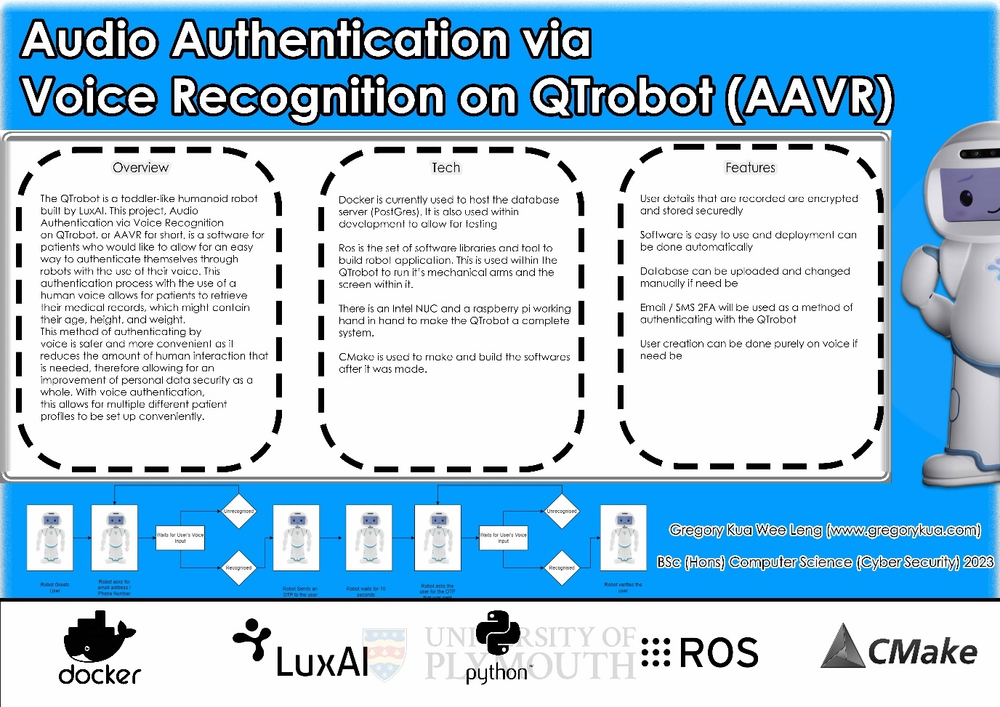 Audio Authentication via
Voice Recognition on QTrobot (AAVR)
Overview
The QTrobot is a toddler-like humanoid robot
built by LuxAI. This project, Audio
Authentication via Voice Recognition
on QTrobot, or AAVR for short, is a software for
patients who would like to allow for an easy
way to authenticate themselves through
robots with the use of their voice. This
authentication process with the use of a
human voice allows for patients to retrieve
their medical records, which might contain
their age, height, and weight.
This method of authenticating by
voice is safer and more convenient as it
reduces the amount of human interaction that
is needed, therefore allowing for an
improvement of personal data security as a
whole. With voice authentication,
this allows for multiple different patient
profiles to be set up conveniently.
Tech
Docker is currently used to host the database
server (PostGres). It is also used within
development to allow for testing
Ros is the set of software libraries and tool to
build robot application. This is used within the
QTrobot to run it's mechanical arms and the
screen within it.
There is an Intel NUC and a raspberry pi working
hand in hand to make the QTrobot a complete
system.
CMake is used to make and build the softwares
after it was made.
Features
User details that are recorded are encrypted
and stored securedly
Software is easy to use and deployment can
be done automatically
Database can be uploaded and changed
manually if need be
Email / SMS 2FA will be used as a method of
authenticating with the QTrobot
User creation can be done purely on voice if
need be
Robot Greets
User
Robot asks for
email address /
Phone Number
Waits for User's Voice
Input
Unrecognised
Recognised
Robot Sends an
OTP to the user
Robot waits for 10
seconds
Robot asks the
user for the OTP
that was sent
Waits for User's Voice
Input
Unrecognised
Recognised
Robot verifies the
user
Gregory Kua Wee Leng (www.gregorykua.com)
BSc (Hons) Computer Science (Cyber Security) 2023
docker
LuxAI
UNIVERSITY OF
PLYMOUTH
python™
ROS
CMake